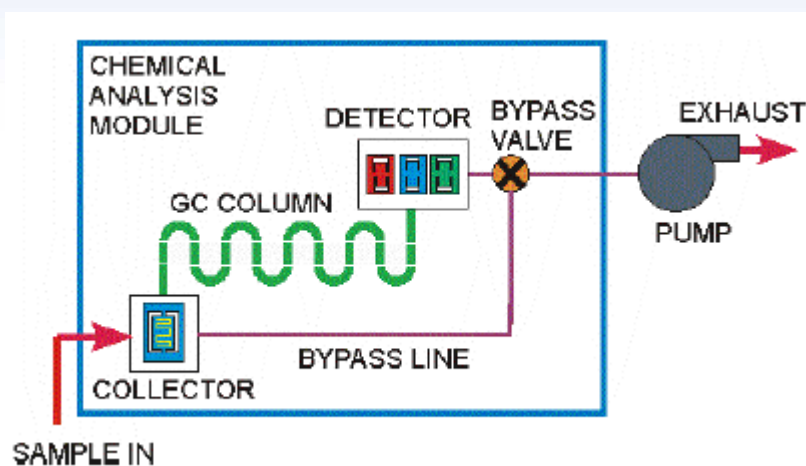 CHEMICAL
ANALYSIS
MODULE
DETECTOR
BYPASS
VALVE
EXHAUST
GC COLUMN
PUMP
BYPASS LINE
COLLECTOR
SAMPLE IN